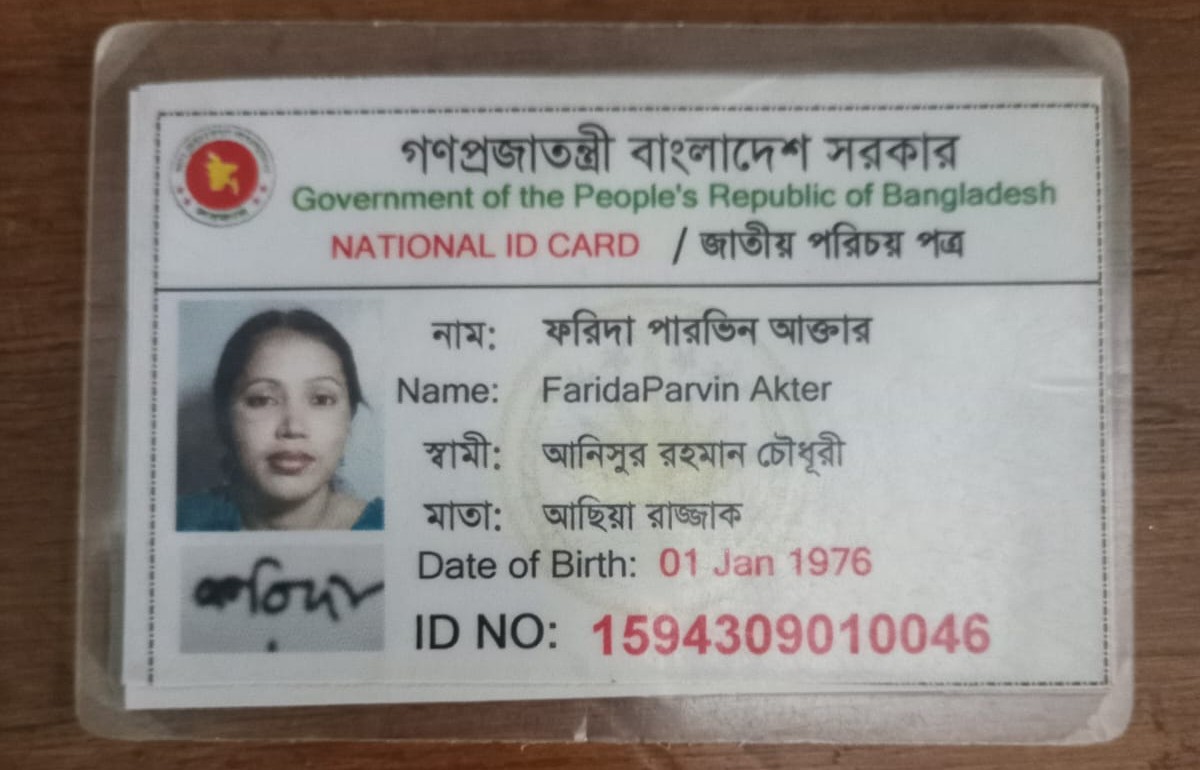 গণপ্রজাতন্ত্রী বাংলাদেশ সরকার
Government of the People's Republic of Bangladesh
NATIONAL ID CARD / জাতীয় পরিচয় পত্র
নাম: ফরিদা পারভিন আক্তার
Name: FaridaParvin Akter
স্বামী: আনিসুর রহমান চৌধূরী
মাতা: আছিয়া রাজ্জাক
Date of Birth: 01 Jan 1976
ফরিদা
ID NO: 1594309010046